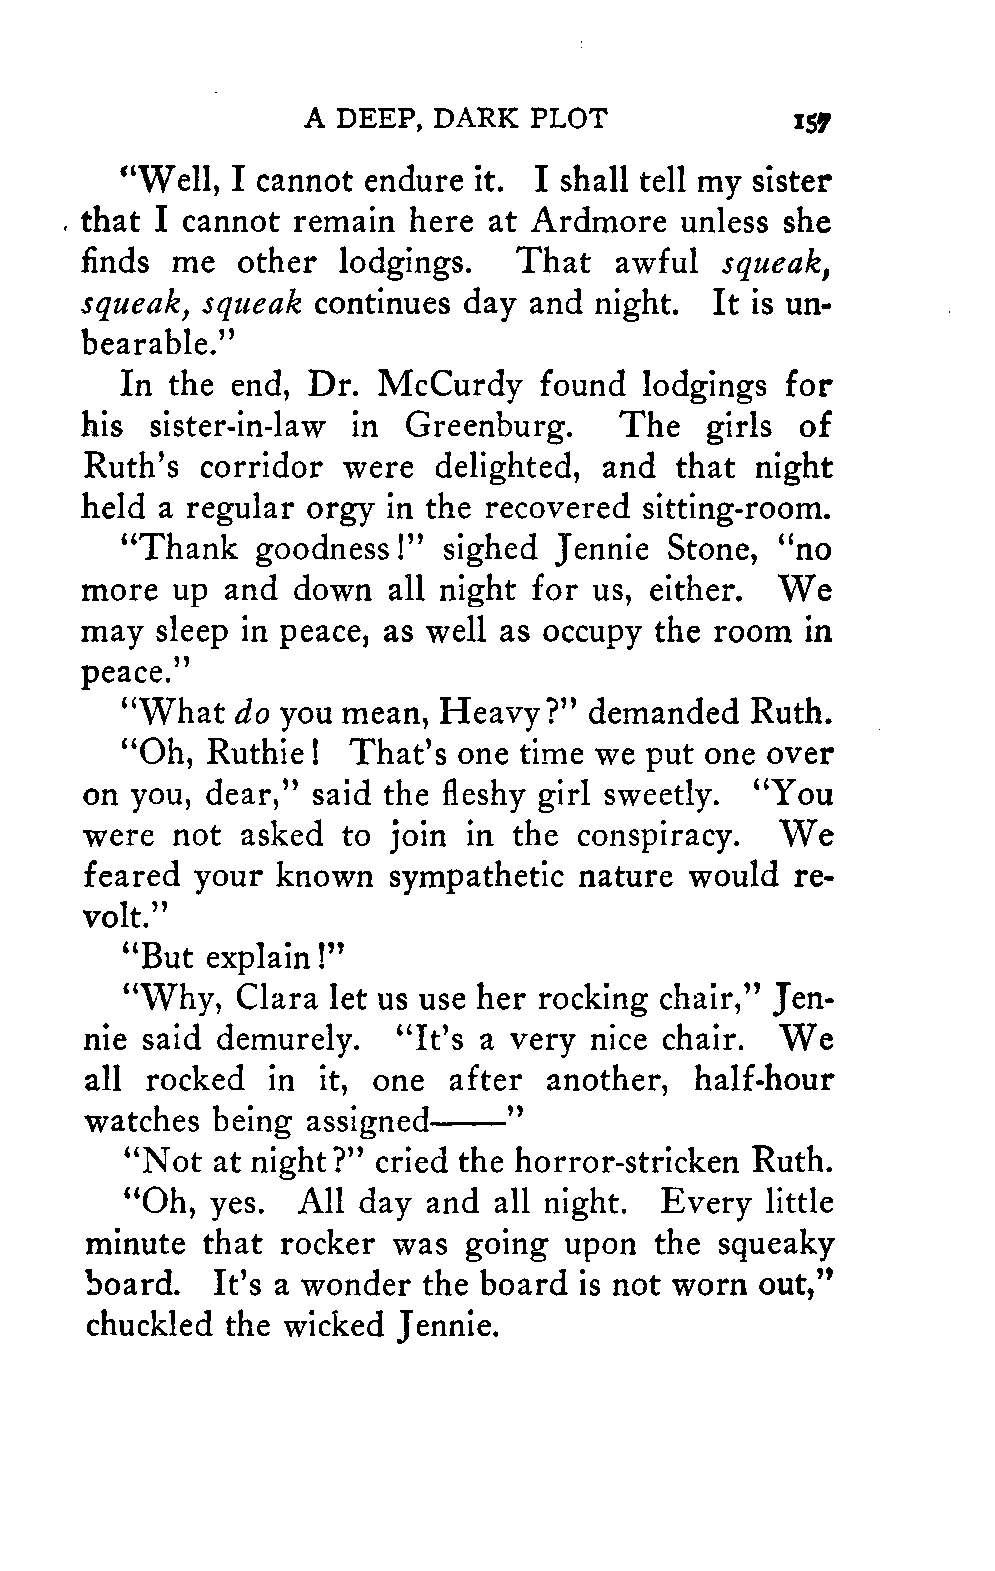 A DEEP, DARK PLOT 157
"Well, I cannot endure it. I shall tell my sister
that I cannot remain here at Ardmore unless she
finds me other lodgings. That awful squeak,
squeak, squeak continues day and night. It is un-
bearable."
In the end, Dr. McCurdy found lodgings for
his sister-in-law in Greenburg. The girls of
Ruth's corridor were delighted, and that night
held a regular orgy in the recovered sitting-room.
"Thank goodness!" sighed Jennie Stone, "no
more up and down all night for us, either. We
may sleep in peace, as well as occupy the room in
peace."
"What do you mean, Heavy?" demanded Ruth.
"Oh, Ruthie! That's one time we put one over
on you, dear," said the fleshy girl sweetly. "You
were not asked to join in the conspiracy. We
feared your known sympathetic nature would re-
volt."
"But explain!"
"Why, Clara let us use her rocking chair," Jen-
nie said demurely. "It's a very nice chair. We
all rocked in it, one after another, half-hour
watches being assigned——"
"Not at night?" cried the horror-stricken Ruth.
"Oh, yes. All day and all night. Every little
minute that rocker was going upon the squeaky
board. It's a wonder the board is not worn out,"
chuckled the wicked Jennie.